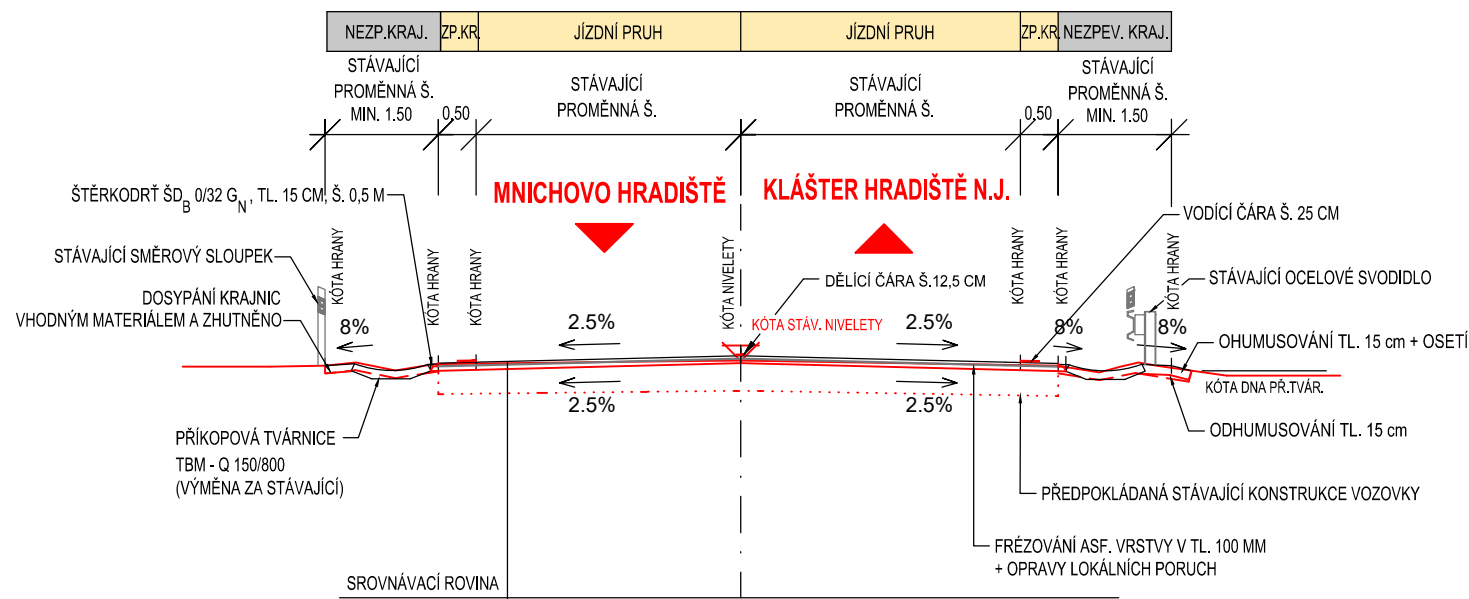 NEZP.KRAJ.
ZP.KR.
JÍZDNÍ PRUH
JÍZDNÍ PRUH
ZP.KR.
NEZPEV. KRAJ.
STÁVAJÍCÍ
PROMĚNNÁ Š.
MIN. 1.50
0,50
STÁVAJÍCÍ
PROMĚNNÁ Š.
STÁVAJÍCÍ
PROMĚNNÁ Š.
0,50
STÁVAJÍCÍ
PROMĚNNÁ Š.
MIN. 1.50
MNICHOVO HRADIŠTĚ
KLÁŠTER HRADIŠTĚ N.J.
ŠTĚRKODRŤ ŠDB 0/32 GN, TL. 15 CM, Š. 0,5 M
VODÍCÍ ČÁRA Š. 25 CM
STÁVAJÍCÍ SMĚROVÝ SLOUPEK
KÓTA HRANY
KÓTA HRANY
KÓTA HRANY
KÓTA NIVELETY
KÓTA HRANY
KÓTA HRANY
KÓTA HRANY
DĚLÍCÍ ČÁRA Š.12,5 CM
STÁVAJÍCÍ OCELOVÉ SVODIDLO
DOSYPÁNÍ KRAJNIC
VHODNÝM MATERIÁLEM A ZHUTNĚNO
8%
2.5%
KÓTA STÁV. NIVELETY
2.5%
8%
8%
OHUMUSOVÁNÍ TL. 15 cm + OSETÍ
KÓTA DNA PŘ.TVÁR.
2.5%
2.5%
ODHUMUSOVÁNÍ TL. 15 cm
PŘÍKOPOVÁ TVÁRNICE
TBM - Q 150/800
(VÝMĚNA ZA STÁVAJÍCÍ)
PŘEDPOKLÁDANÁ STÁVAJÍCÍ KONSTRUKCE VOZOVKY
FRÉZOVÁNÍ ASF. VRSTVY V TL. 100 MM
+ OPRAVY LOKÁLNÍCH PORUCH
SROVNÁVACÍ ROVINA